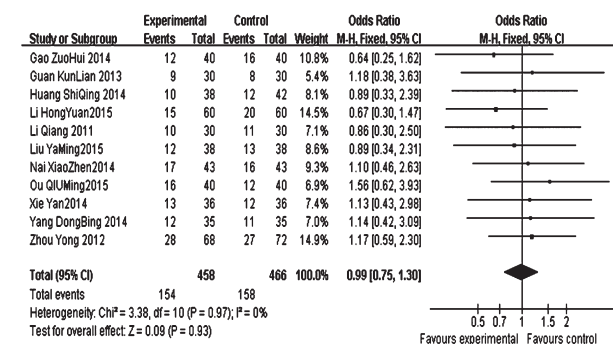 Experimental Control Odds Ratio Odds Ratio
Study or Subgroup Events Total Events Total Weight M-H, Fixed, 95% CI M-H, Fixed, 95% CI
Gao ZuoHui 2014 12 40 16 40 10.8% 0.64 [0.25, 1.62]
Guan KunLian 2013 9 30 8 30 5.5% 1.18 [0.38, 3.63]
Huang ShiQing 2014 10 38 12 42 8.1% 0.89 [0.33, 2.39]
Li HongYuan2015 15 60 20 60 14.5% 0.67 [0.30, 1.47]
Li Qiang 2011 10 30 11 30 7.1% 0.86 [0.30, 2.50]
Liu YaMing2015 12 38 13 38 8.7% 0.89 [0.34, 2.31]
Nai XiaoZhen2014 17 43 16 43 9.3% 1.10 [0.46, 2.63]
Ou QIUMing2015 16 40 12 40 7.0% 1.56 [0.62, 3.93]
Xie Yan2014 13 36 12 36 7.5% 1.13 [0.43, 2.98]
Yang DongBing 2014 12 35 11 35 7.0% 1.14 [0.42, 3.09]
Zhou Yong 2012 28 68 27 72 14.9% 1.17 [0.59, 2.30]
Total (95% CI) 458 466 100.0% 0.99 [0.75, 1.30]
Total events 154 158
Heterogeneity: Chi² = 3.38, df = 10 (P = 0.97); I² = 0%
Test for overall effect: Z = 0.09 (P = 0.93)
0.5 0.7 1 1.5 2
Favours experimental Favours control